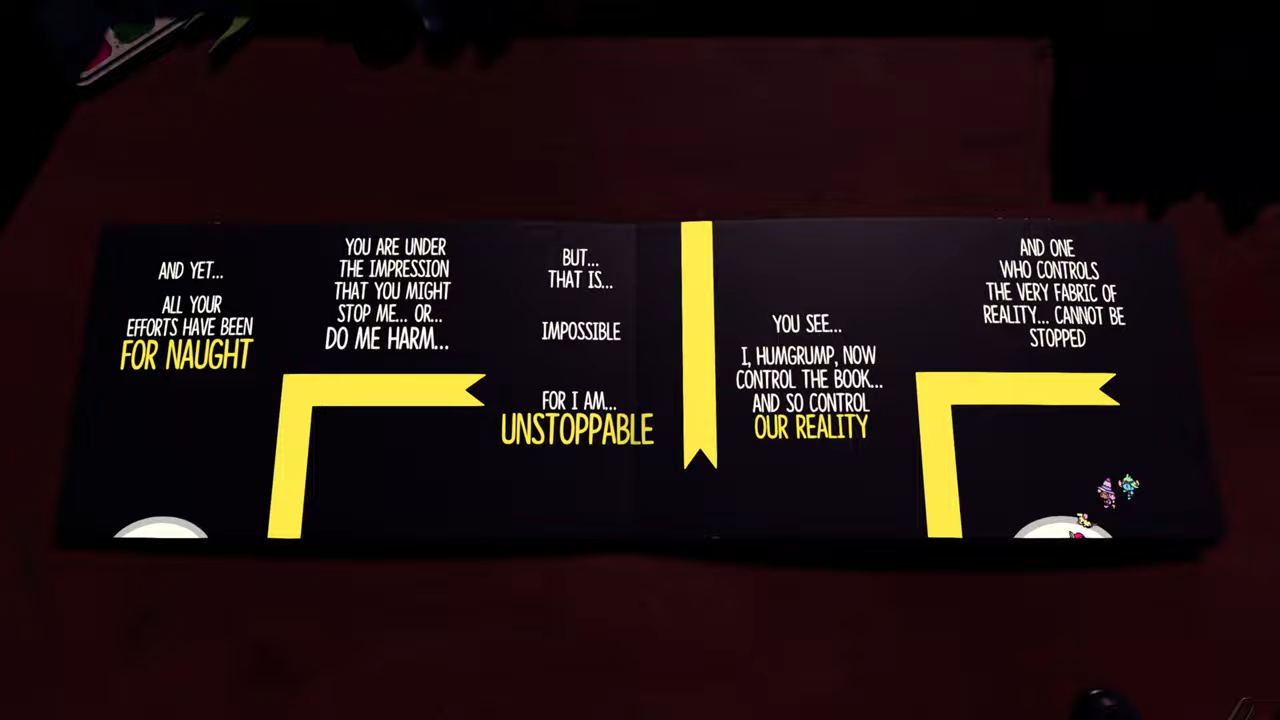 AND YET...
ALL YOUR
EFFORTS HAVE BEEN
FOR NAUGHT
YOU ARE UNDER
THE IMPRESSION
THAT YOU MIGHT
STOP ME... OR...
DO ME HARM...
BUT...
THAT IS...
IMPOSSIBLE
FOR I AM...
UNSTOPPABLE
YOU SEE...
I, HUMGRUMP, NOW
CONTROL THE BOOK...
AND SO CONTROL
OUR REALITY
AND ONE
WHO CONTROLS
THE VERY FABRIC OF
REALITY... CANNOT BE
STOPPED